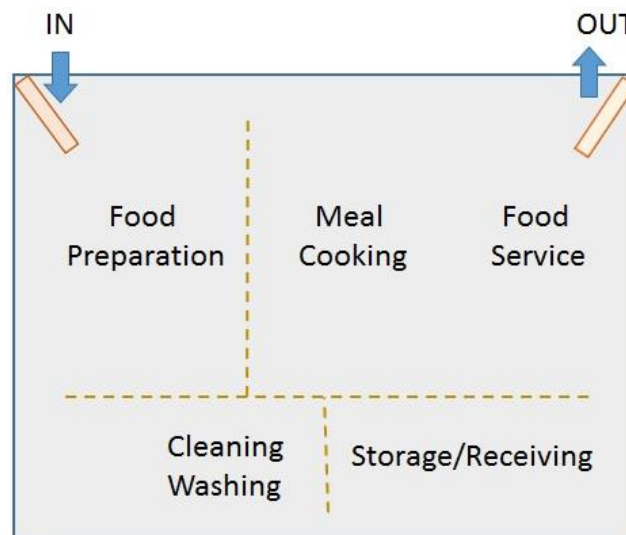 IN
OUT
Food
Preparation
Meal
Cooking
Food
Service
Cleaning
Washing
Storage/Receiving